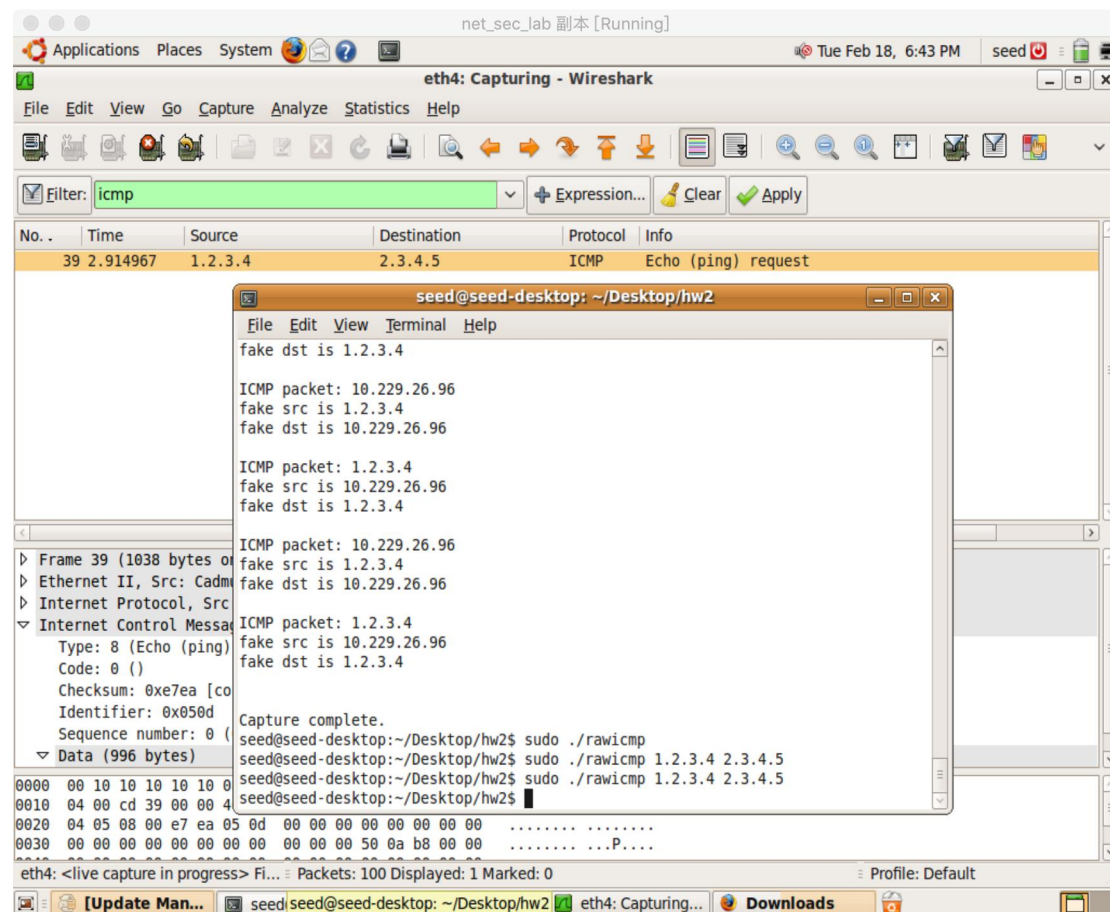 net_sec_lab 副本 [Running]
Applications Places System Tue Feb 18, 6:43 PM seed
eth4: Capturing - Wireshark
File Edit View Go Capture Analyze Statistics Help
Filter: icmp Expression... Clear Apply
No. . Time Source Destination Protocol Info
39 2.914967 1.2.3.4 2.3.4.5 ICMP Echo (ping) request
seed@seed-desktop: ~/Desktop/hw2
File Edit View Terminal Help
fake dst is 1.2.3.4
ICMP packet: 10.229.26.96
fake src is 1.2.3.4
fake dst is 10.229.26.96
ICMP packet: 1.2.3.4
fake src is 10.229.26.96
fake dst is 1.2.3.4
ICMP packet: 10.229.26.96
fake src is 1.2.3.4
fake dst is 10.229.26.96
ICMP packet: 1.2.3.4
fake src is 10.229.26.96
fake dst is 1.2.3.4
Capture complete.
seed@seed-desktop:~/Desktop/hw2$ sudo ./rawicmp
seed@seed-desktop:~/Desktop/hw2$ sudo ./rawicmp 1.2.3.4 2.3.4.5
seed@seed-desktop:~/Desktop/hw2$ sudo ./rawicmp 1.2.3.4 2.3.4.5
seed@seed-desktop:~/Desktop/hw2$
Frame 39 (1038 bytes
Ethernet II, Src:
Internet Protocol, Src
Internet Control
Type: 8 (Echo (ping)
Code: 0 ()
Checksum: 0xe7ea
Identifier: 0x050d
Sequence number: 0 (
Data (996 bytes)
0000 00 10 10 10 10 10
0010 04 00 cd 39 00 00
0020 04 05 08 00 e7 ea 05 0d 00 00 00 00 00 00 00 00 ........ ........
0030 00 00 00 00 00 00 00 00 00 00 00 50 0a b8 00 00 ........ ...P....
eth4: <live capture in progress> Fi... Packets: 100 Displayed: 1 Marked: 0 Profile: Default
[Update Man... seed seed@seed-desktop: ~/Desktop/hw2 eth4: Capturing... Downloads